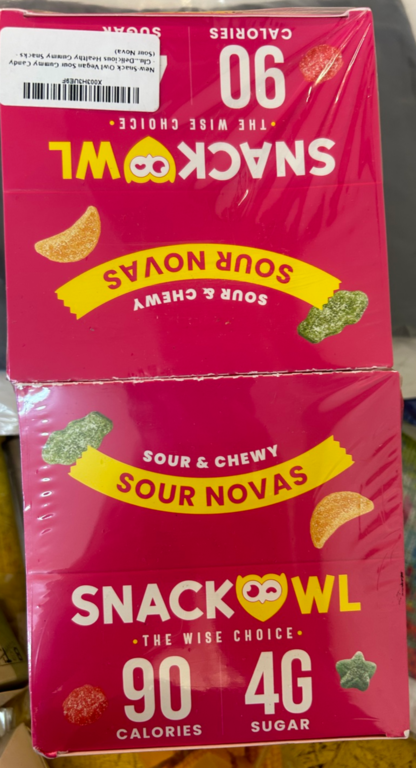 New Snack Owl Vegan Sour Gummy Candy
- Glu...Delicious Healthy Gummy Snacks
(Sour Nova)
SUGAR
90
CALORIES
SNACKOWL
•THE WISE CHOICE•
SOUR NOVAS
SOUR & CHEWY
SOUR & CHEWY
SOUR NOVAS
SNACKOWL
•THE WISE CHOICE•
90
CALORIES
4G
SUGAR